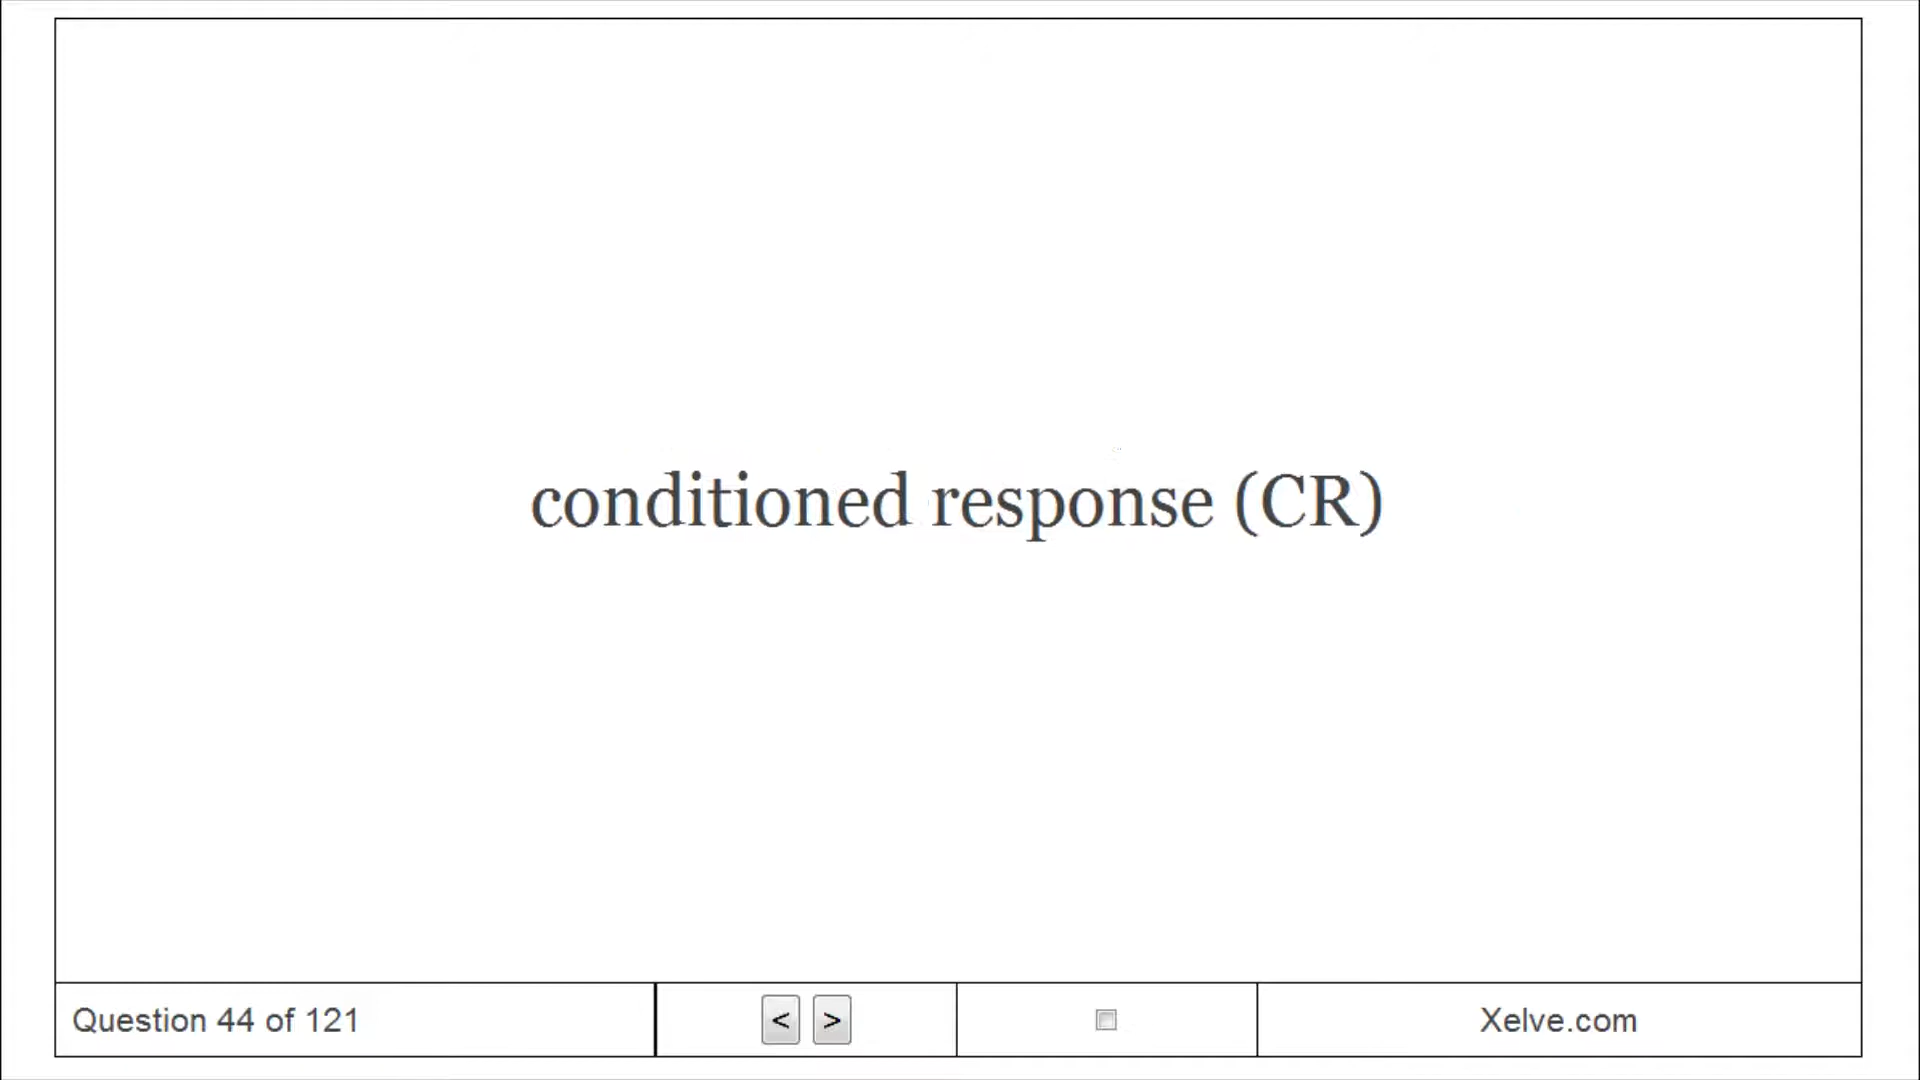 conditioned response (CR)
Question 44 of 121
< >
Xelve.com